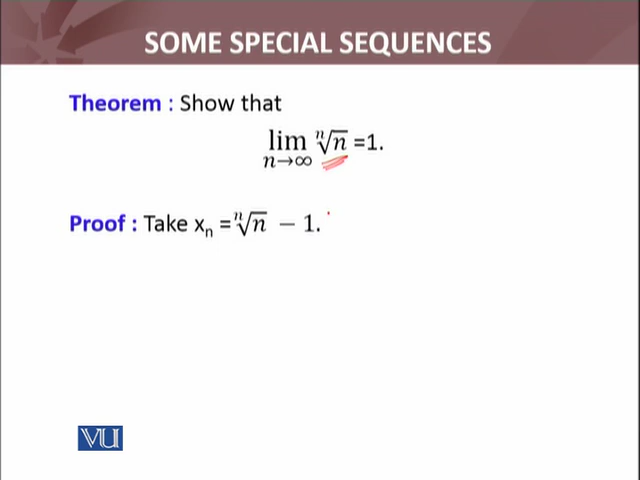 SOME SPECIAL SEQUENCES
Theorem : Show that
lim ⁿ√n =1.
n→∞
Proof : Take xₙ =ⁿ√n − 1.
VU